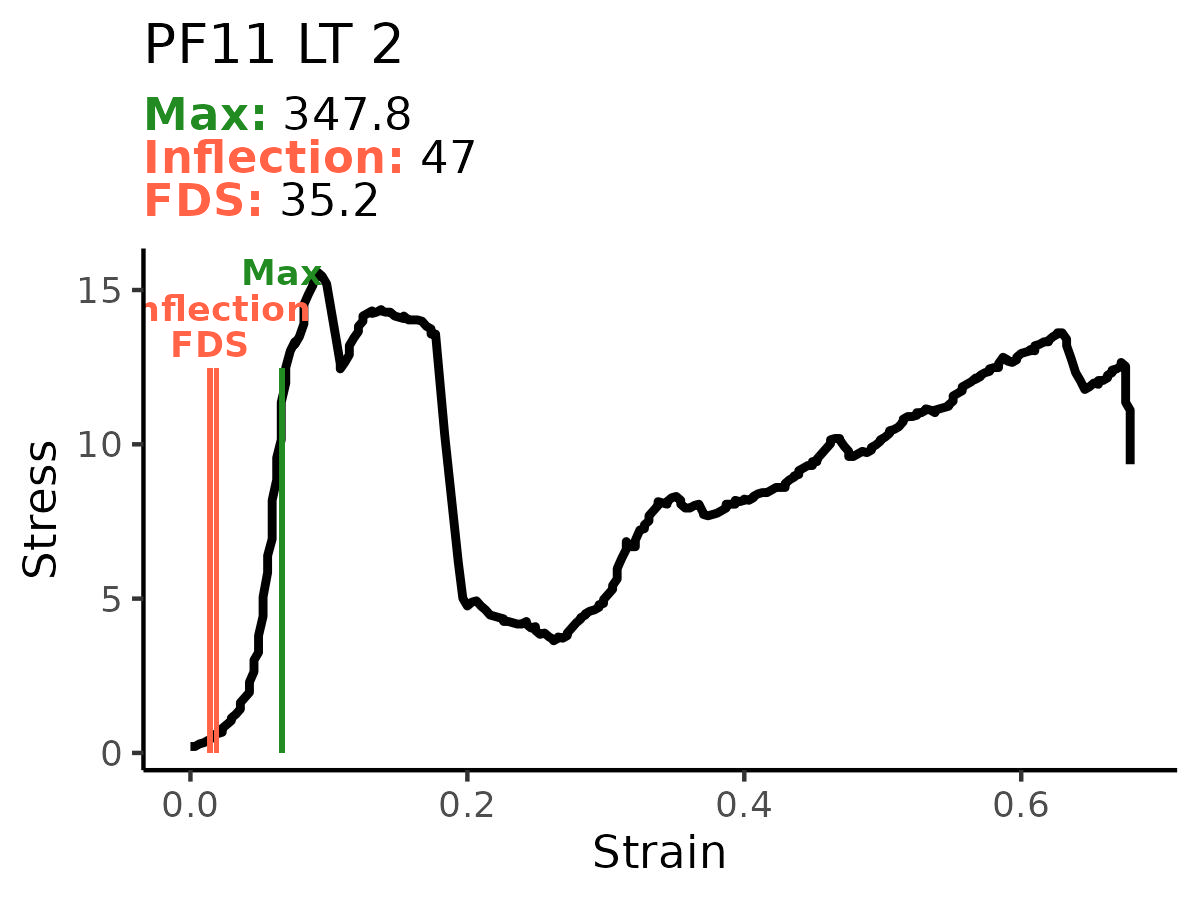 PF11 LT 2
Max: 347.8
Inflection: 47
FDS: 35.2
Max
nflection
FDS
15
10
5
0
Stress
0.0 0.2 0.4 0.6
Strain